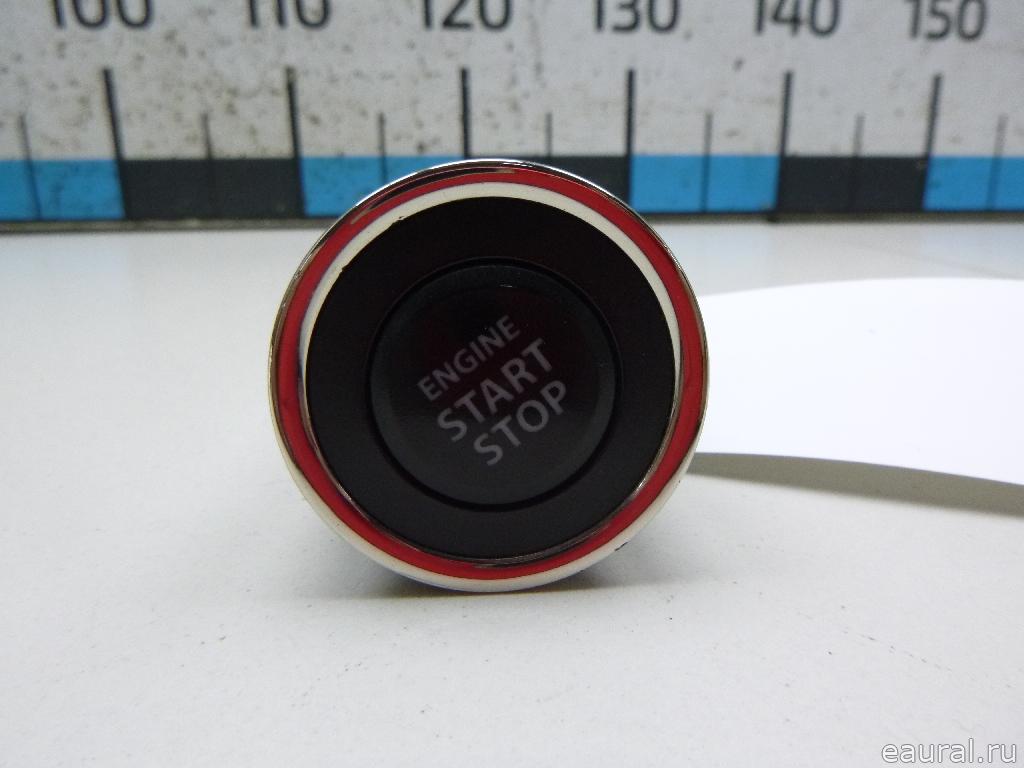 100 110 120 130 140 150
ENGINE
START
STOP
eaural.ru